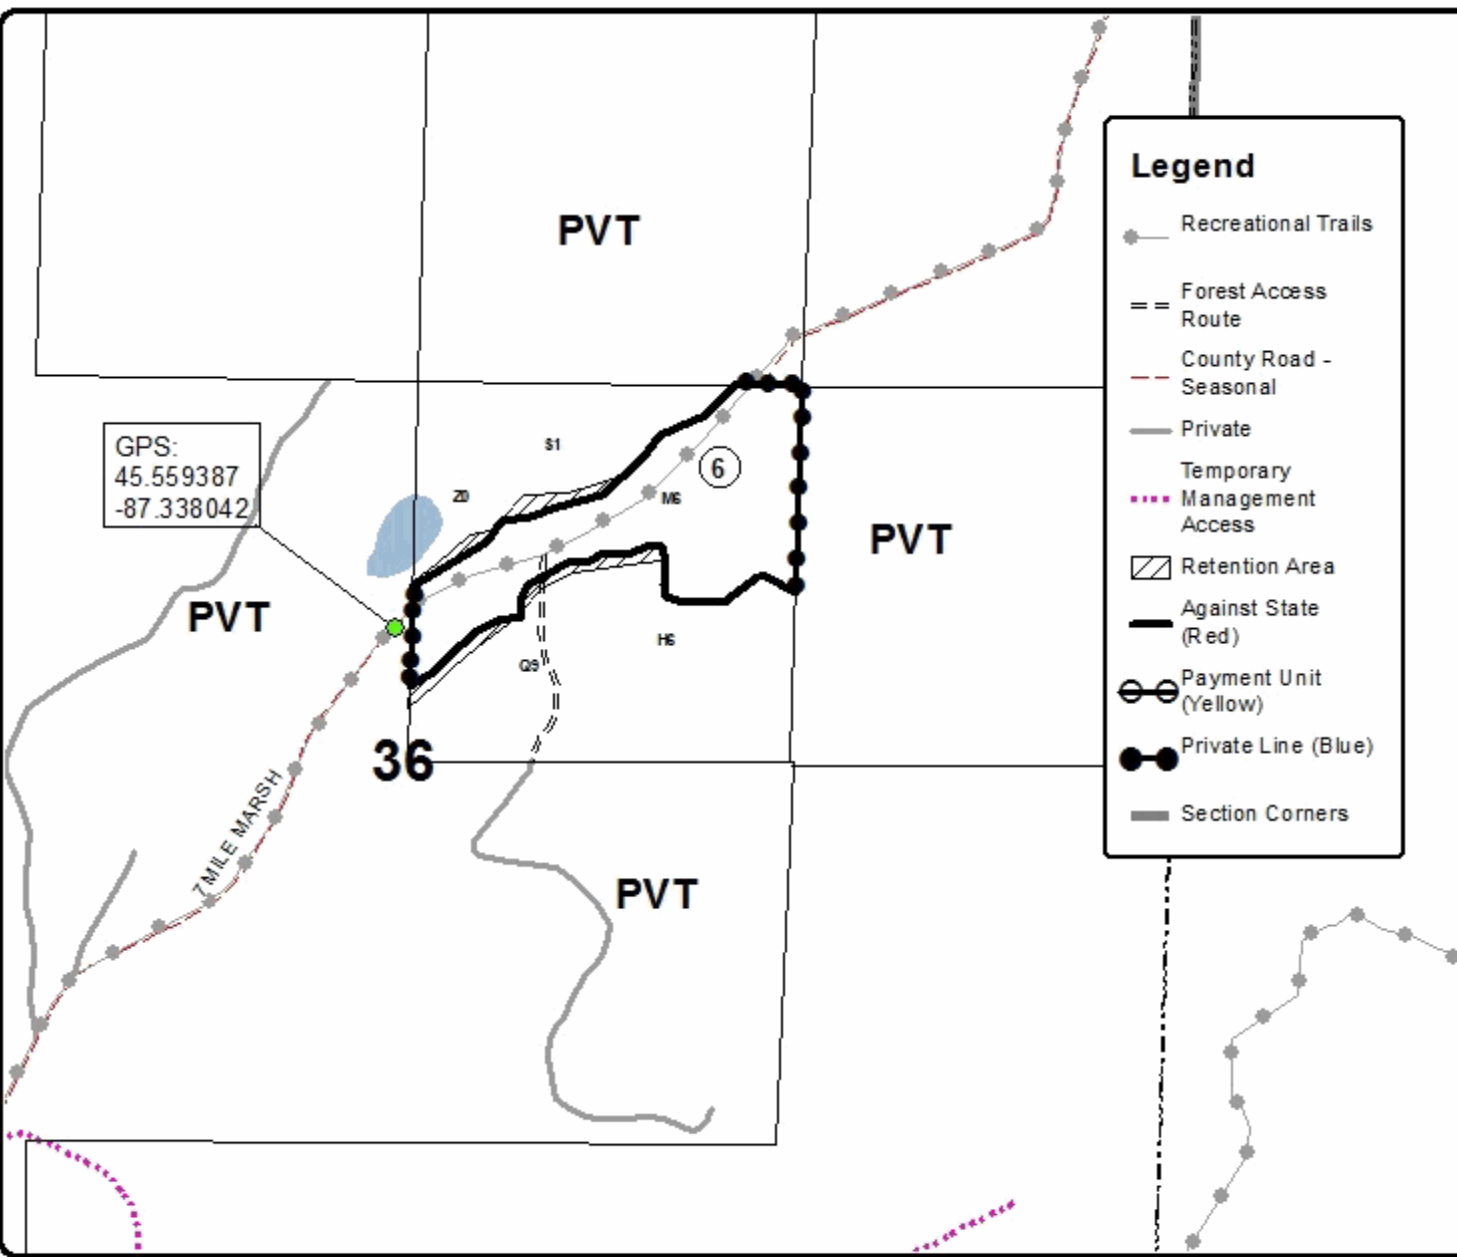 PVT
Legend
Recreational Trails
Forest Access
Route
County Road -
Seasonal
Private
Temporary
Management
Access
Retention Area
Against State
(Red)
Payment Unit
(Yellow)
Private Line (Blue)
Section Corners
GPS:
45.559387
-87.338042
S1
Z0
6
M6
PVT
PVT
H6
Q9
36
7 MILE MARSH
PVT